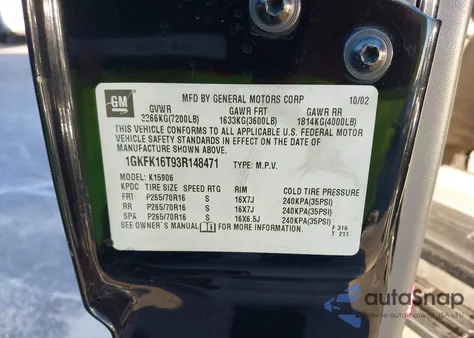 GM
MFD BY GENERAL MOTORS CORP 10/02
GVWR GAWR FRT GAWR RR
3266KG(7200LB) 1633KG(3600LB) 1814KG(4000LB)
THIS VEHICLE CONFORMS TO ALL APPLICABLE U.S. FEDERAL MOTOR
VEHICLE SAFETY STANDARDS IN EFFECT ON THE DATE OF
MANUFACTURE SHOWN ABOVE.
1GKFK16T93R148471 TYPE: M.P.V.
MODEL: K15906
KPDC TIRE SIZE SPEED RTG RIM COLD TIRE PRESSURE
FRT P265/70R16 S 16X7J 240KPA(35PSI)
RR P265/70R16 S 16X7J 240KPA(35PSI)
SPA P265/70R16 S 16X6.5J 240KPA(35PSI)
SEE OWNER'S MANUAL i FOR MORE INFORMATION. F 316
T 211
autoSnap